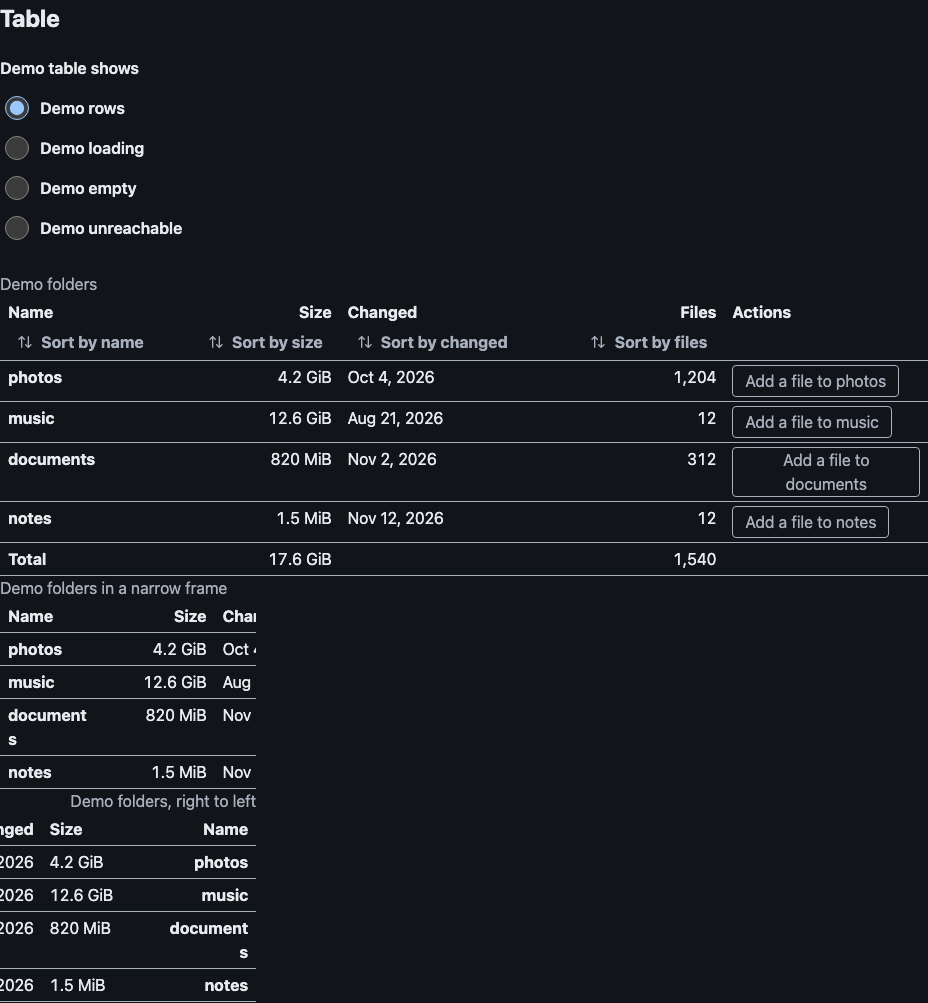 Table
Demo table shows
Demo rows
Demo loading
Demo empty
Demo unreachable
Demo folders
Name Size Changed Files Actions
Sort by name Sort by size Sort by changed Sort by files
photos 4.2 GiB Oct 4, 2026 1,204 Add a file to photos
music 12.6 GiB Aug 21, 2026 12 Add a file to music
documents 820 MiB Nov 2, 2026 312 Add a file to
documents
notes 1.5 MiB Nov 12, 2026 12 Add a file to notes
Total 17.6 GiB 1,540
Demo folders in a narrow frame
Name Size
photos 4.2 GiB Oct
music 12.6 GiB Aug
document 820 MiB Nov
s
notes 1.5 MiB Nov
Demo folders, right to left
Size Name
2026 4.2 GiB photos
2026 12.6 GiB music
2026 820 MiB document
s
2026 1.5 MiB notes